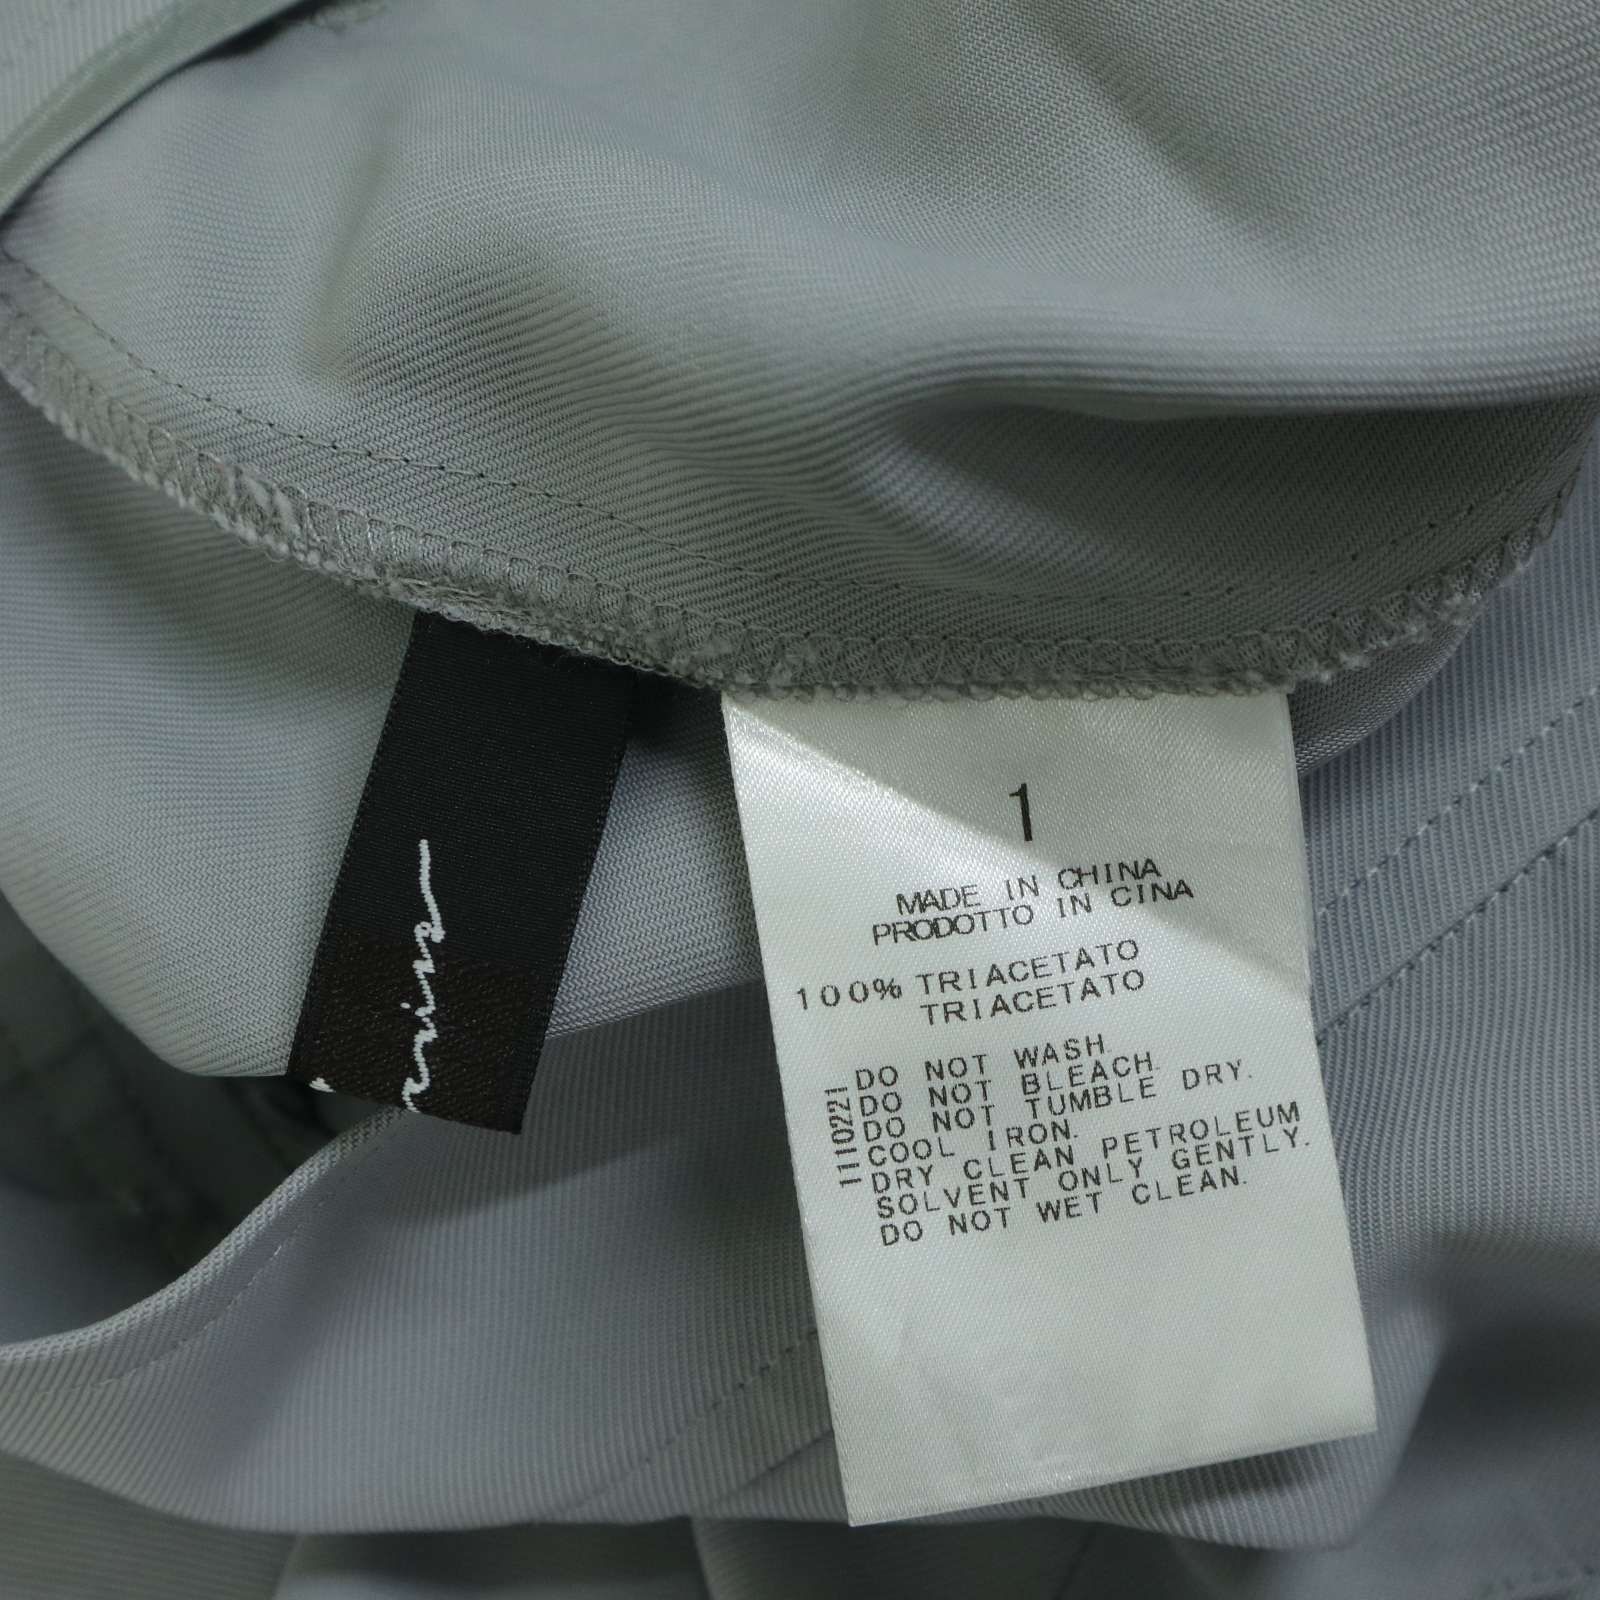 1
MADE IN CHINA
PRODOTTO IN CINA
100% TRIACETATO
TRIACETATO
DO NOT WASH.
DO NOT BLEACH.
DO NOT TUMBLE DRY.
COOL IRON.
DRY CLEAN PETROLEUM
SOLVENT ONLY GENTLY.
DO NOT WET CLEAN.
1110221